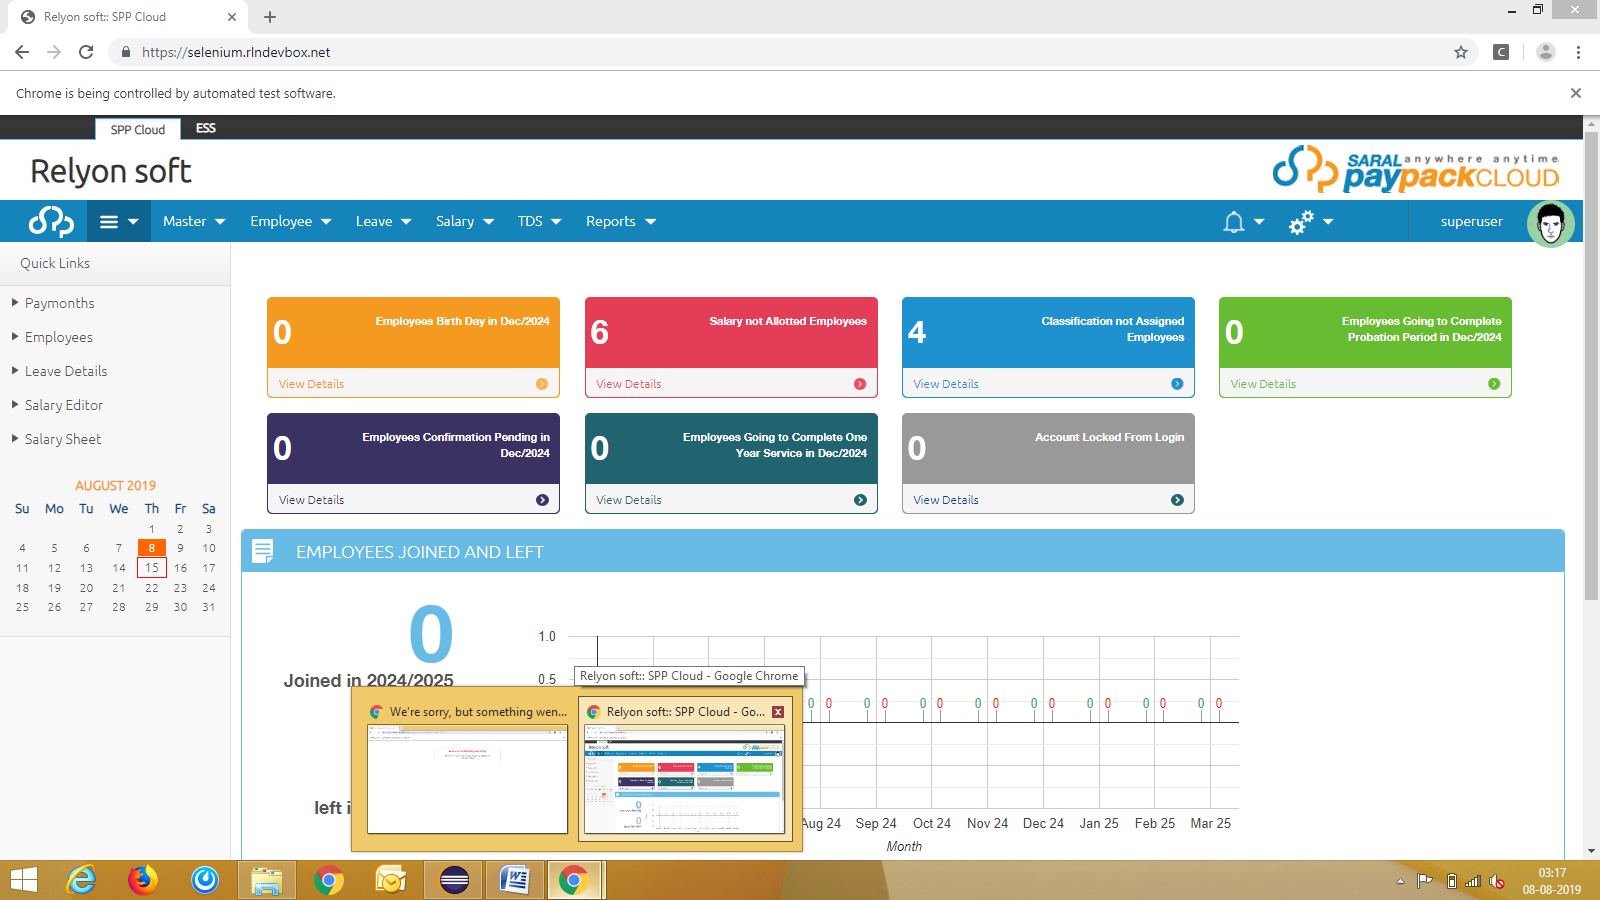 Relyon soft:: SPP Cloud
https://selenium.rlndevbox.net
C
Chrome is being controlled by automated test software.
SPP Cloud
ESS
Relyon soft
SARAL anywhere anytime
paypackCLOUD
Master
Employee
Leave
Salary
TDS
Reports
superuser
Quick Links
Paymonths
Employees
Leave Details
Salary Editor
Salary Sheet
AUGUST 2019
Su Mo Tu We Th Fr Sa
1 2 3
4 5 6 7 8 9 10
11 12 13 14 15 16 17
18 19 20 21 22 23 24
25 26 27 28 29 30 31
0
Employees Birth Day in Dec/2024
View Details
6
Salary not Allotted Employees
View Details
4
Classification not Assigned
Employees
View Details
0
Employees Going to Complete
Probation Period in Dec/2024
View Details
0
Employees Confirmation Pending in
Dec/2024
View Details
0
Employees Going to Complete One
Year Service in Dec/2024
View Details
0
Account Locked From Login
View Details
EMPLOYEES JOINED AND LEFT
0
Joined in 2024/2025
left i
1.0
0.5
0 0 0 0 0 0 0 0 0 0 0 0 0 0 0 0
Aug 24 Sep 24 Oct 24 Nov 24 Dec 24 Jan 25 Feb 25 Mar 25
Month
Relyon soft:: SPP Cloud - Google Chrome
We're sorry, but something wen...
Relyon soft:: SPP Cloud - Go...
03:17
08-08-2019